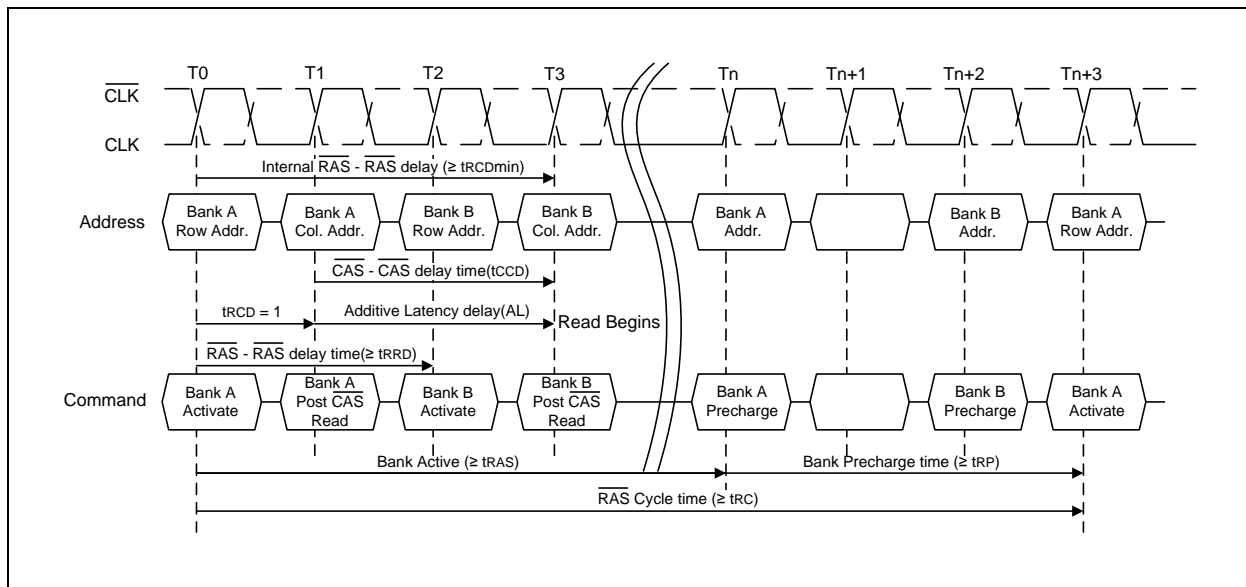 T0 T1 T2 T3 Tn Tn+1 Tn+2 Tn+3
CLK
CLK
Internal RAS - RAS delay (≥ tRCDmin)
Address
Bank A Row Addr.
Bank A Col. Addr.
Bank B Row Addr.
Bank B Col. Addr.
Bank A Addr.
Bank B Addr.
Bank A Row Addr.
CAS - CAS delay time(tCCD)
tRCD = 1
Additive Latency delay(AL)
Read Begins
RAS - RAS delay time(≥ tRRD)
Command
Bank A Activate
Bank A Post CAS Read
Bank B Activate
Bank B Post CAS Read
Bank A Precharge
Bank B Precharge
Bank A Activate
Bank Active (≥ tRAS)
Bank Precharge time (≥ tRP)
RAS Cycle time (≥ tRC)